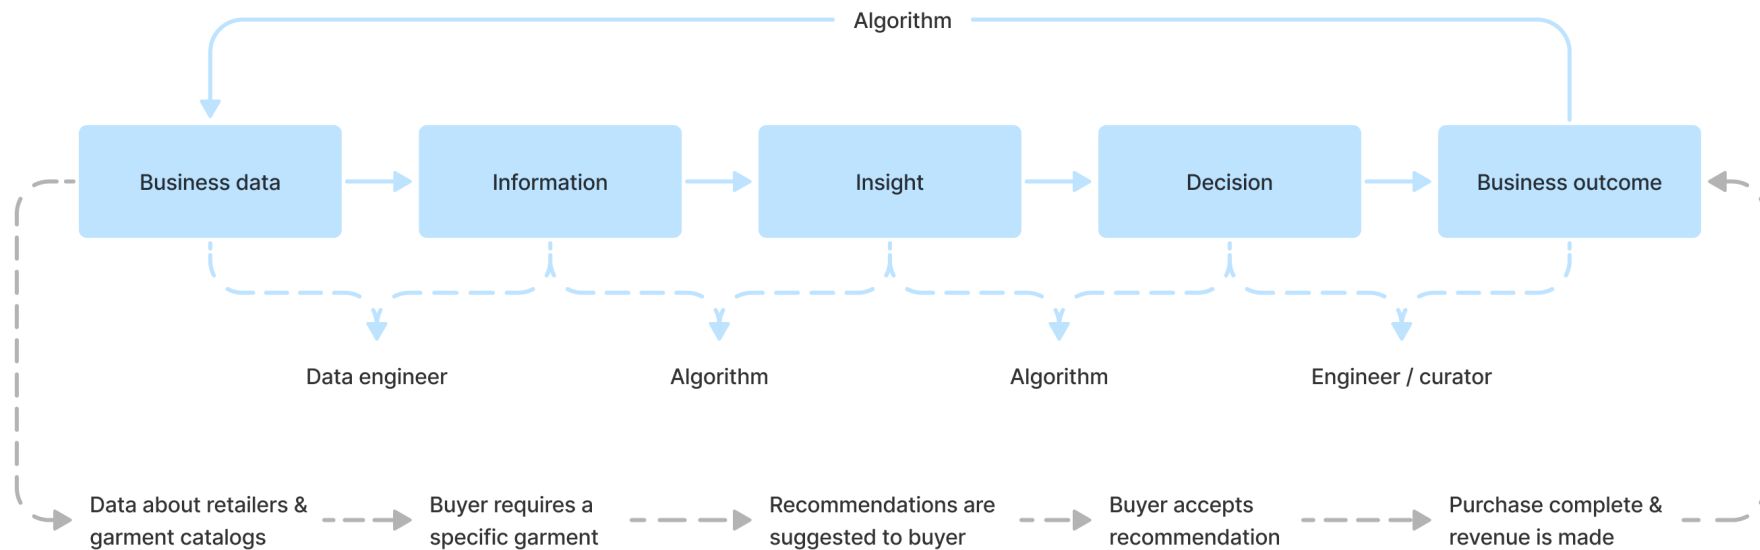 Algorithm
Business data
Information
Insight
Decision
Business outcome
Data engineer
Algorithm
Algorithm
Engineer / curator
Data about retailers &
garment catalogs
Buyer requires a
specific garment
Recommendations are
suggested to buyer
Buyer accepts
recommendation
Purchase complete &
revenue is made